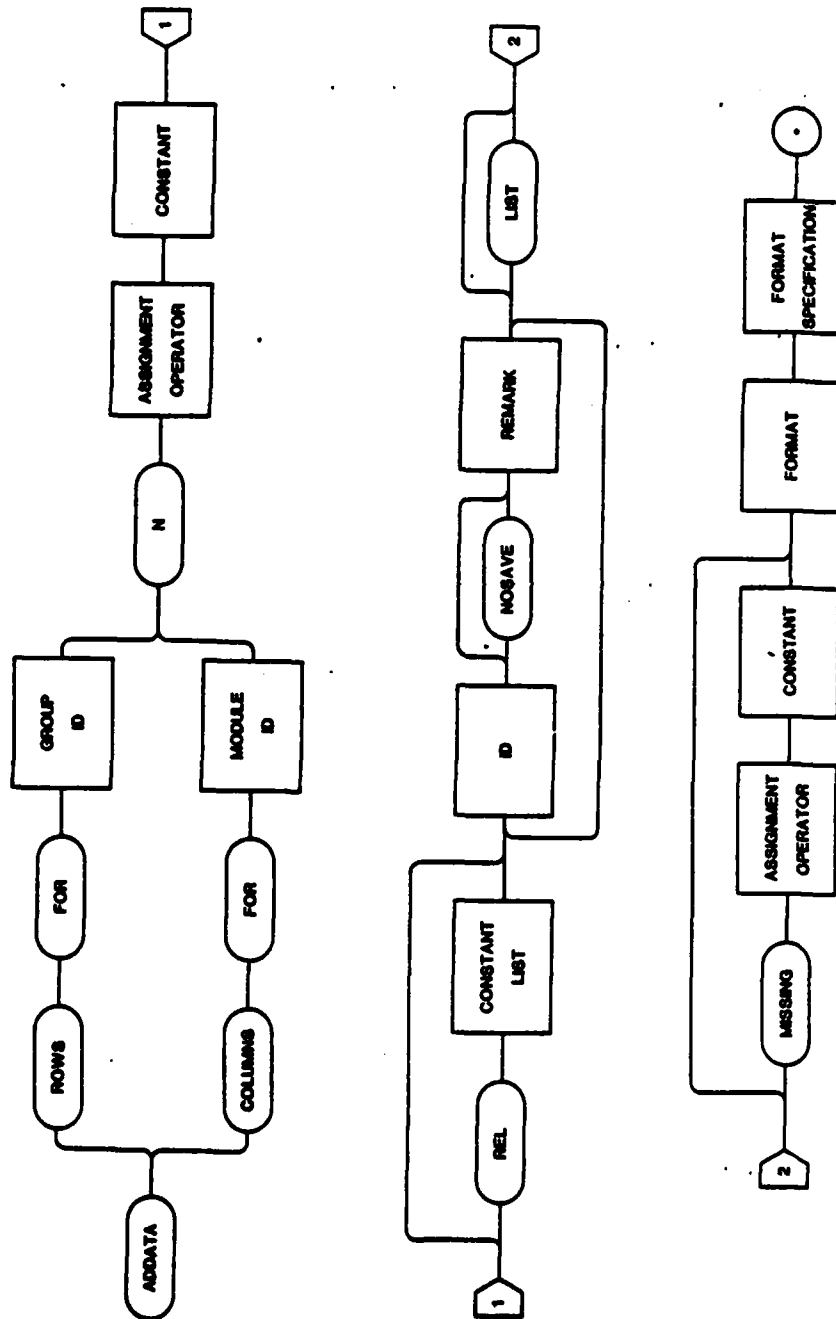 ADDATA
ROWS
FOR
GROUP
ID
COLUMNS
FOR
MODULE
ID
N
ASSIGNMENT
OPERATOR
CONSTANT
1
1
REL
CONSTANT
LIST
ID
NOSAVE
REMARK
LIST
2
2
MISSING
ASSIGNMENT
OPERATOR
CONSTANT
FORMAT
FORMAT
SPECIFICATION